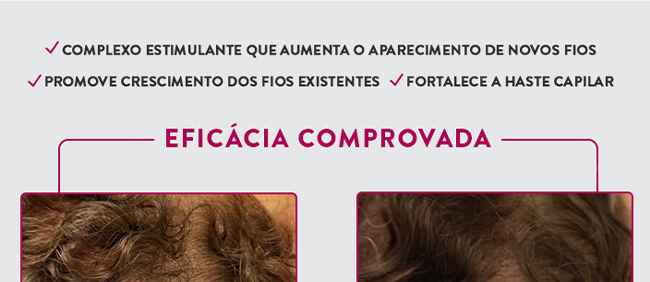 COMPLEXO ESTIMULANTE QUE AUMENTA O APARECIMENTO DE NOVOS FIOS
PROMOVE CRESCIMENTO DOS FIOS EXISTENTES FORTALECE A HASTE CAPILAR
EFICÁCIA COMPROVADA